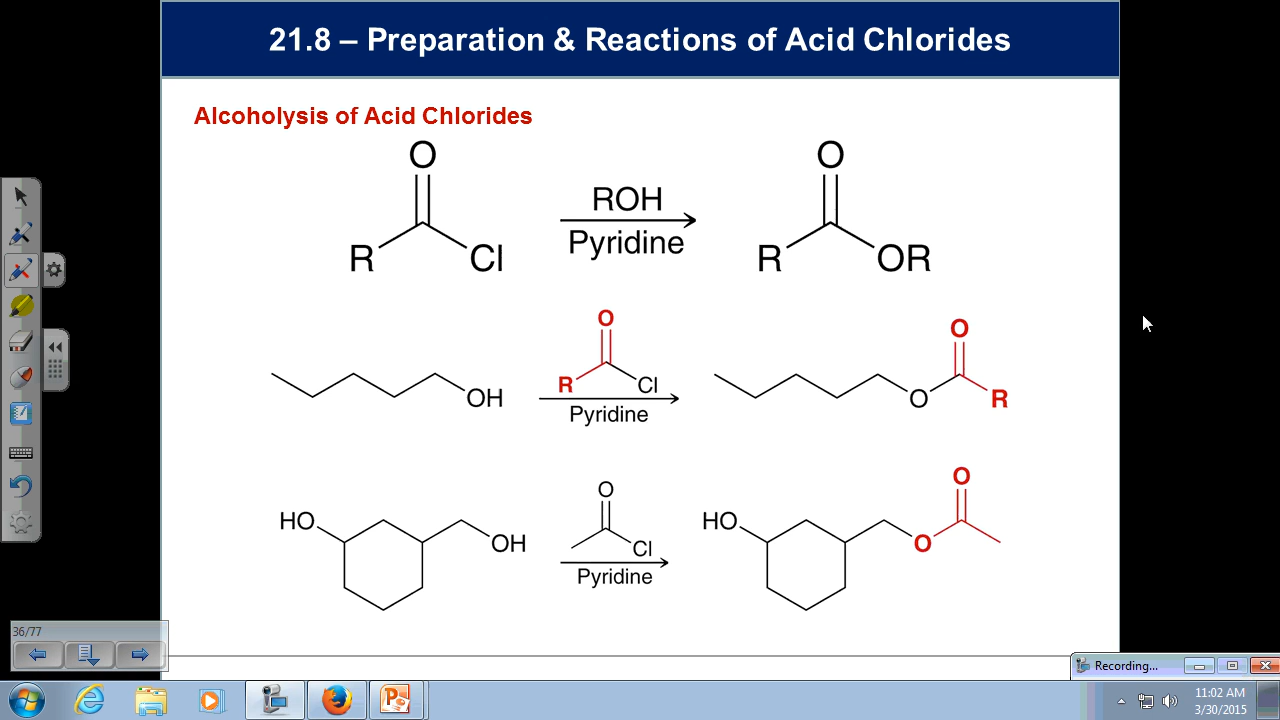 21.8 – Preparation & Reactions of Acid Chlorides
Alcoholysis of Acid Chlorides
O
R
Cl
ROH
Pyridine
O
R
OR
OH
O
R
Cl
Pyridine
O
O
R
HO
OH
O
Cl
Pyridine
HO
O
O
36/77
Recording...
11:02 AM
3/30/2015